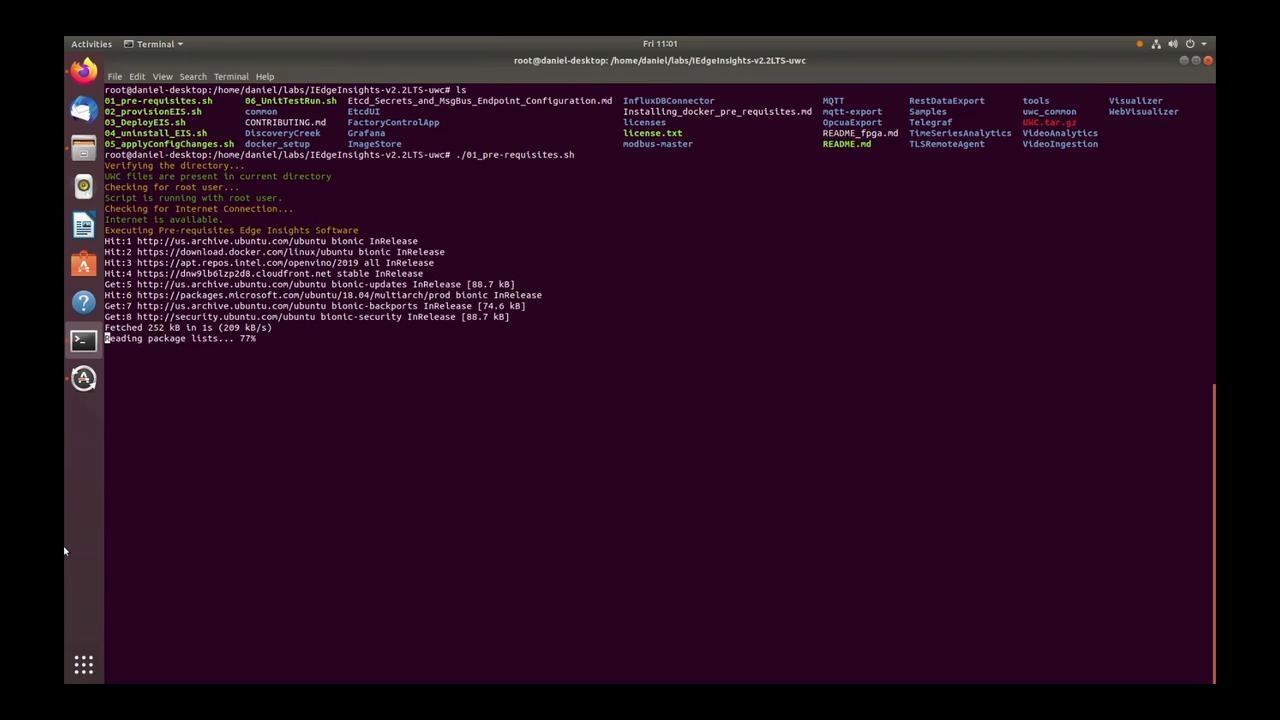 Activities Terminal Fri 11:01
root@daniel-desktop: /home/daniel/labs/IEdgeInsights-v2.2LTS-uwc
File Edit View Search Terminal Help
root@daniel-desktop:/home/daniel/labs/IEdgeInsights-v2.2LTS-uwc# ls
01_pre-requisites.sh 06_UnitTestRun.sh Etcd_Secrets_and_MsgBus_Endpoint_Configuration.md InfluxDBConnector MQTT RestDataExport tools Visualizer
02_provisionEIS.sh common EtcdUI Installing_docker_pre_requisites.md mqtt-export Samples uwc_common WebVisualizer
03_DeployEIS.sh CONTRIBUTING.md FactoryControlApp licenses OpcuaExport Telegraf UWC.tar.gz
04_uninstall_EIS.sh DiscoveryCreek Grafana license.txt README_fpga.md TimeSeriesAnalytics VideoAnalytics
05_applyConfigChanges.sh docker_setup ImageStore modbus-master README.md TLSRemoteAgent VideoIngestion
root@daniel-desktop:/home/daniel/labs/IEdgeInsights-v2.2LTS-uwc# ./01_pre-requisites.sh
Verifying the directory...
UWC files are present in current directory
Checking for root user...
Script is running with root user.
Checking for Internet Connection...
Internet is available.
Executing Pre-requisites Edge Insights Software
Hit:1 http://us.archive.ubuntu.com/ubuntu bionic InRelease
Hit:2 https://download.docker.com/linux/ubuntu bionic InRelease
Hit:3 https://apt.repos.intel.com/openvino/2019 all InRelease
Hit:4 https://dnw9lb6lzp2d8.cloudfront.net stable InRelease
Get:5 http://us.archive.ubuntu.com/ubuntu bionic-updates InRelease [88.7 kB]
Hit:6 https://packages.microsoft.com/ubuntu/18.04/multiarch/prod bionic InRelease
Get:7 http://us.archive.ubuntu.com/ubuntu bionic-backports InRelease [74.6 kB]
Get:8 http://security.ubuntu.com/ubuntu bionic-security InRelease [88.7 kB]
Fetched 252 kB in 1s (209 kB/s)
Reading package lists... 77%